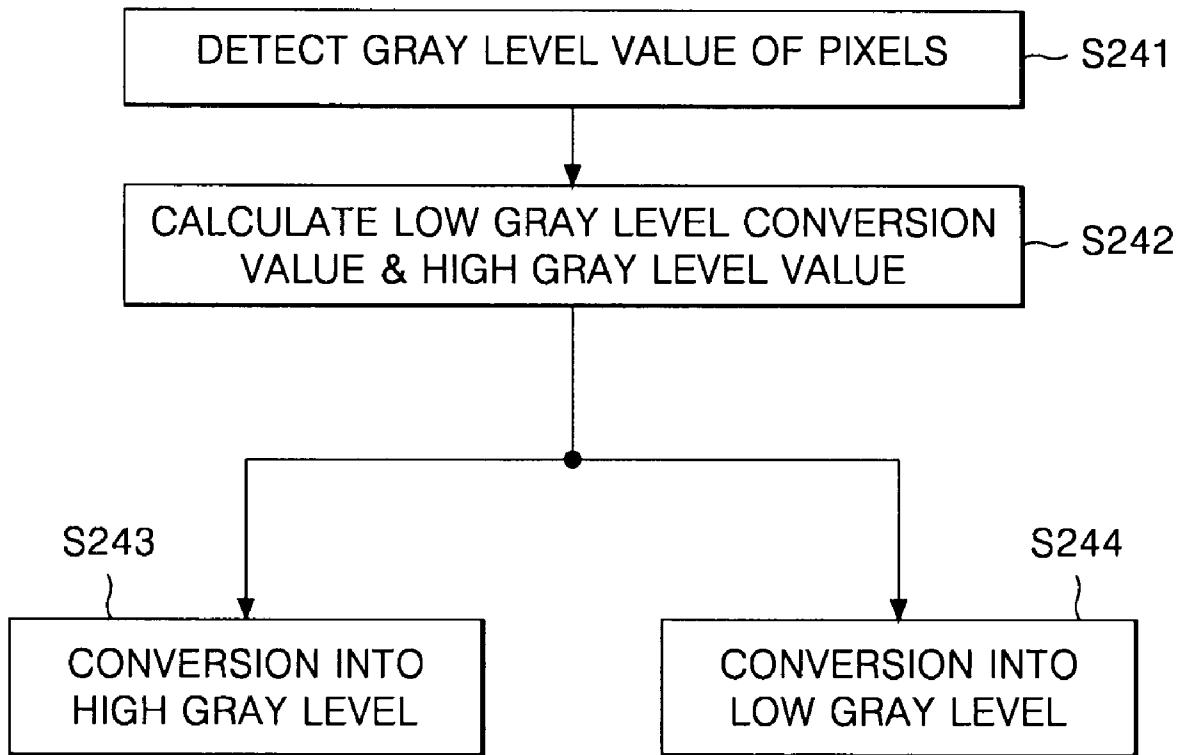 DETECT GRAY LEVEL VALUE OF PIXELS
S241
CALCULATE LOW GRAY LEVEL CONVERSION
VALUE & HIGH GRAY LEVEL VALUE
S242
S243
CONVERSION INTO
HIGH GRAY LEVEL
S244
CONVERSION INTO
LOW GRAY LEVEL